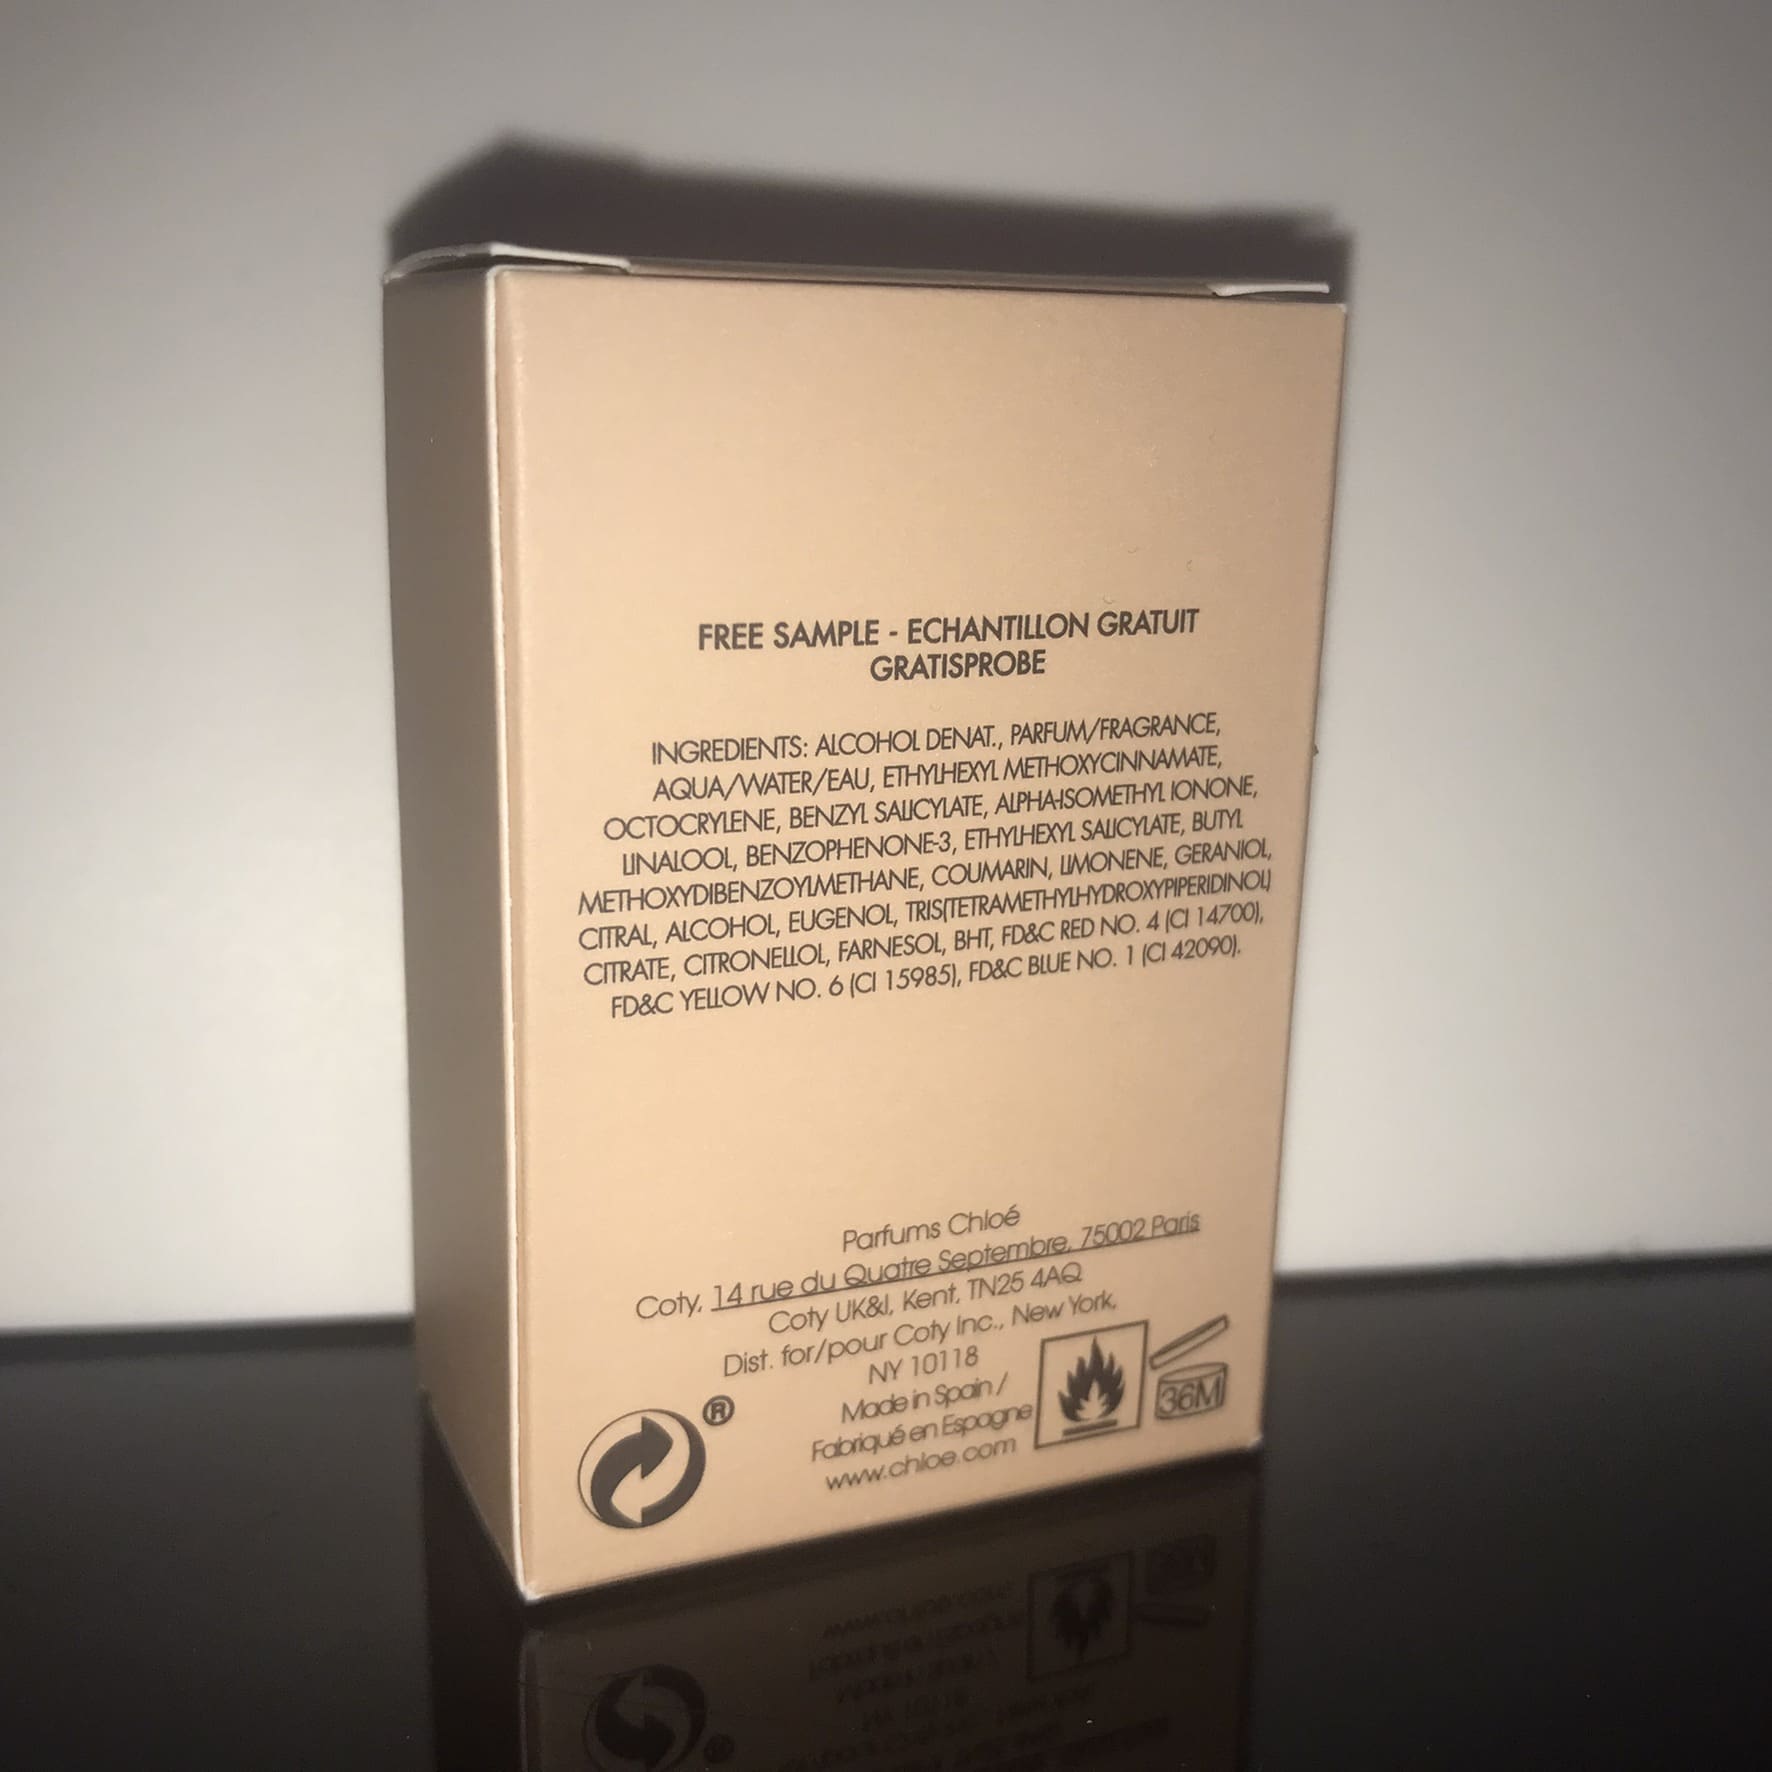 FREE SAMPLE - ECHANTILLON GRATUIT
GRATISPROBE
INGREDIENTS: ALCOHOL DENAT., PARFUM/FRAGRANCE,
AQUA/WATER/EAU, ETHYLHEXYL METHOXYCINNAMATE,
OCTOCRYLENE, BENZYL SALICYLATE, ALPHA-ISOMETHYL IONONE,
LINALOOL, BENZOPHENONE-3, ETHYLHEXYL SALICYLATE, BUTYL
METHOXYDIBENZOYLMETHANE, COUMARIN, LIMONENE, GERANIOL,
CITRAL, ALCOHOL, EUGENOL, TRIS(TETRAMETHYLHYDROXYPIPERIDINOL)
CITRATE, CITRONELLOL, FARNESOL, BHT, FD&C RED NO. 4 (CI 14700),
FD&C YELLOW NO. 6 (CI 15985), FD&C BLUE NO. 1 (CI 42090).
Parfums Chloé
Coty, 14 rue du Quatre Septembre, 75002 Paris
Coty UK&I, Kent, TN25 4AQ
Dist. for/pour Coty Inc., New York,
NY 10118
Made in Spain /
Fabriqué en Espagne
www.chloe.com
®
36M